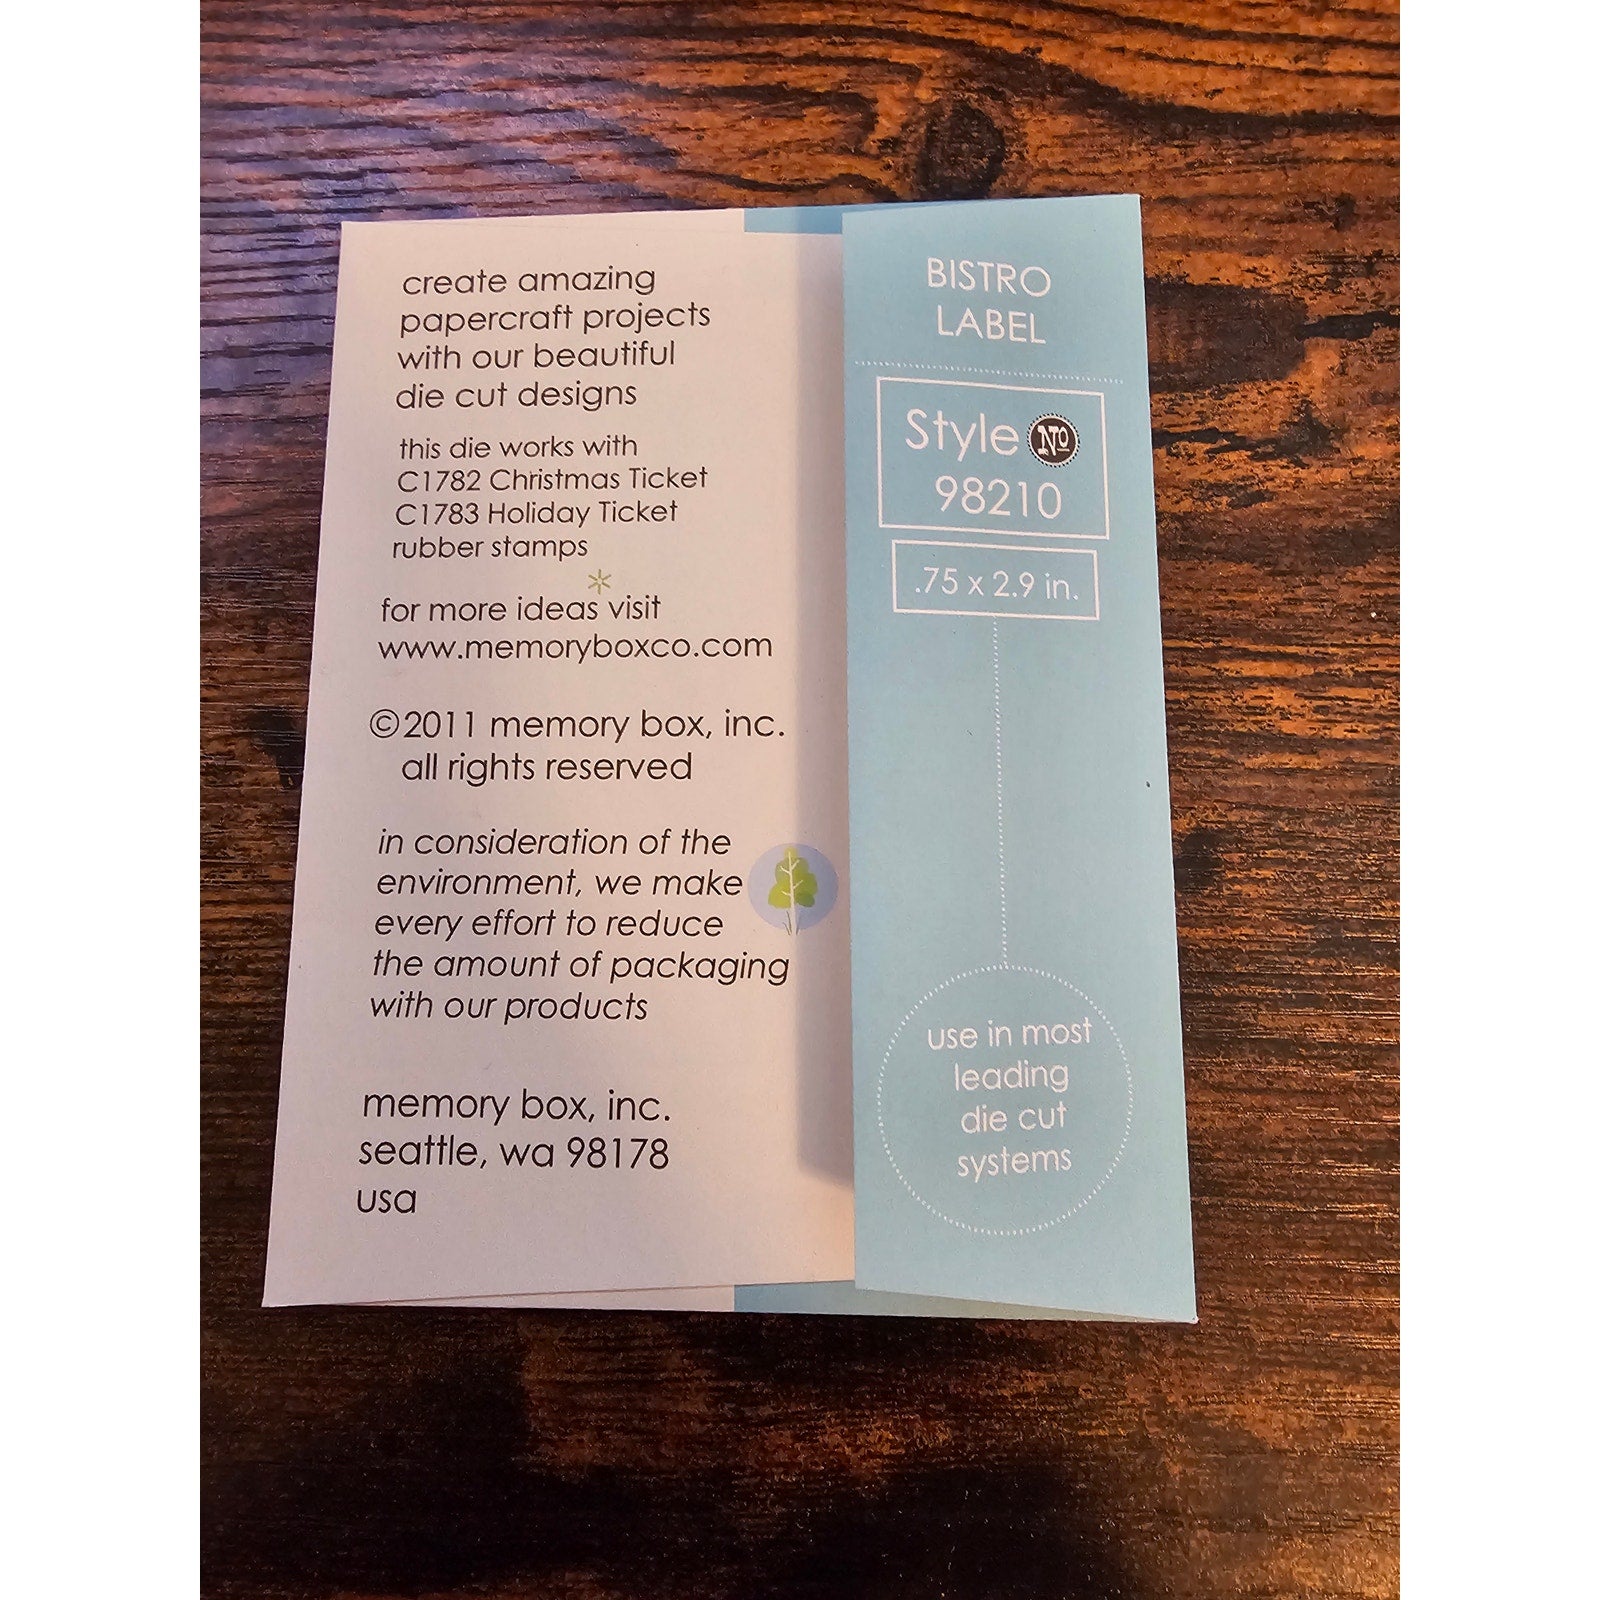 create amazing
papercraft projects
with our beautiful
die cut designs
this die works with
C1782 Christmas Ticket
C1783 Holiday Ticket
rubber stamps
for more ideas visit
www.memoryboxco.com
©2011 memory box, inc.
all rights reserved
in consideration of the
environment, we make
every effort to reduce
the amount of packaging
with our products
memory box, inc.
seattle, wa 98178
usa
BISTRO
LABEL
Style No
98210
.75 x 2.9 in.
use in most
leading
die cut
systems